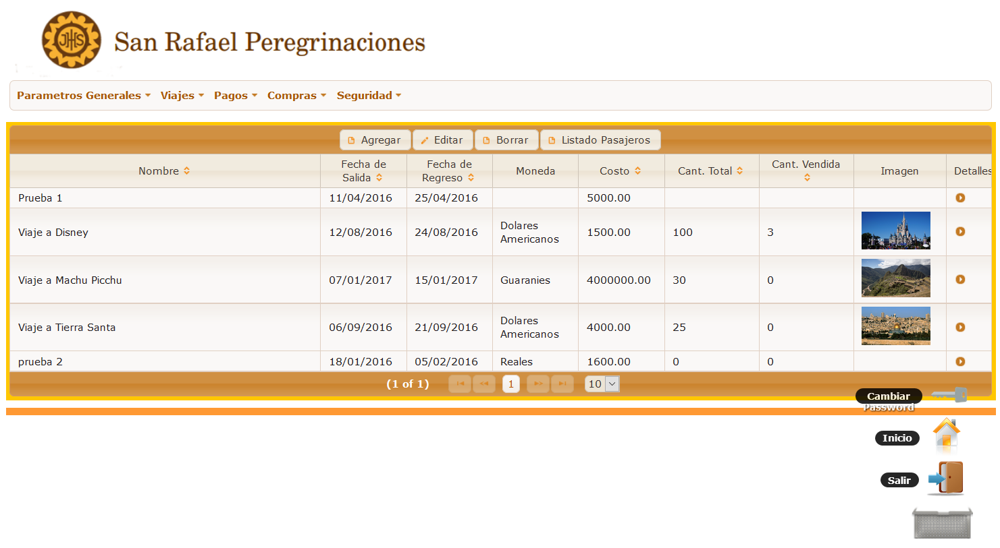 JHS San Rafael Peregrinaciones
Parametros Generales Viajes Pagos Compras Seguridad
Agregar Editar Borrar Listado Pasajeros
Nombre Fecha de Salida Fecha de Regreso Moneda Costo Cant. Total Cant. Vendida Imagen Detalles
Prueba 1 11/04/2016 25/04/2016 5000.00
Viaje a Disney 12/08/2016 24/08/2016 Dolares Americanos 1500.00 100 3
Viaje a Machu Picchu 07/01/2017 15/01/2017 Guaranies 4000000.00 30 0
Viaje a Tierra Santa 06/09/2016 21/09/2016 Dolares Americanos 4000.00 25 0
prueba 2 18/01/2016 05/02/2016 Reales 1600.00 0 0
(1 of 1) 1 10
Cambiar
Password
Inicio
Salir